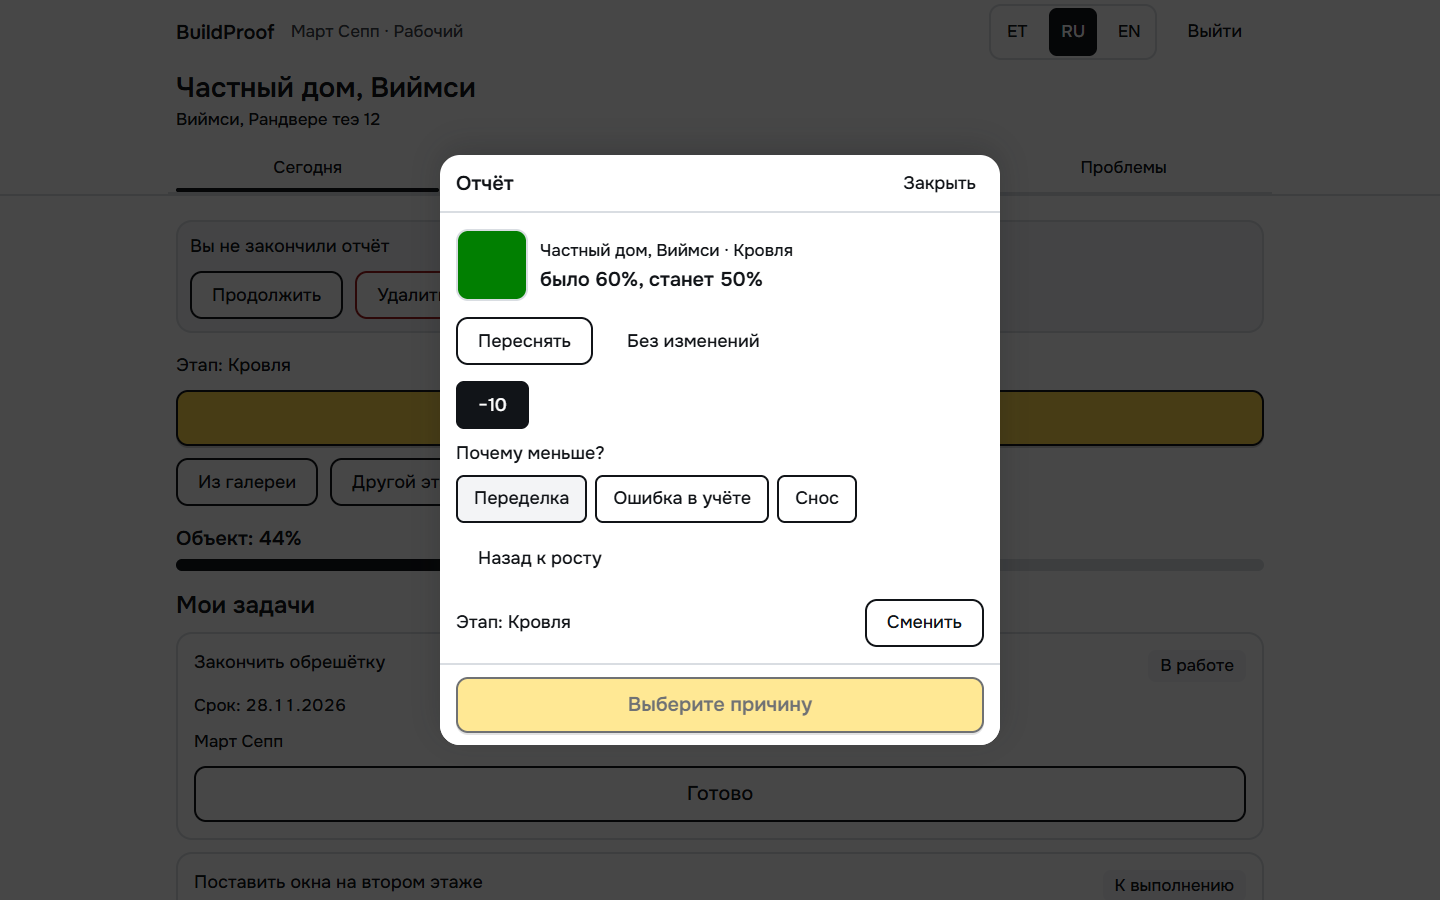 BuildProof Март Сепп · Рабочий ET RU EN Выйти
Частный дом, Виймси
Виймси, Рандвере теэ 12
Сегодня Проблемы
Вы не закончили отчёт
Продолжить
Этап: Кровля
Из галереи
Объект: 44%
Мои задачи
Закончить обрешётку В работе
Срок: 28.11.2026
Март Сепп
Готово
Поставить окна на втором этаже К выполнению
Отчёт Закрыть
Частный дом, Виймси · Кровля
было 60%, станет 50%
Переснять Без изменений
−10
Почему меньше?
Переделка Ошибка в учёте Снос
Назад к росту
Этап: Кровля Сменить
Выберите причину